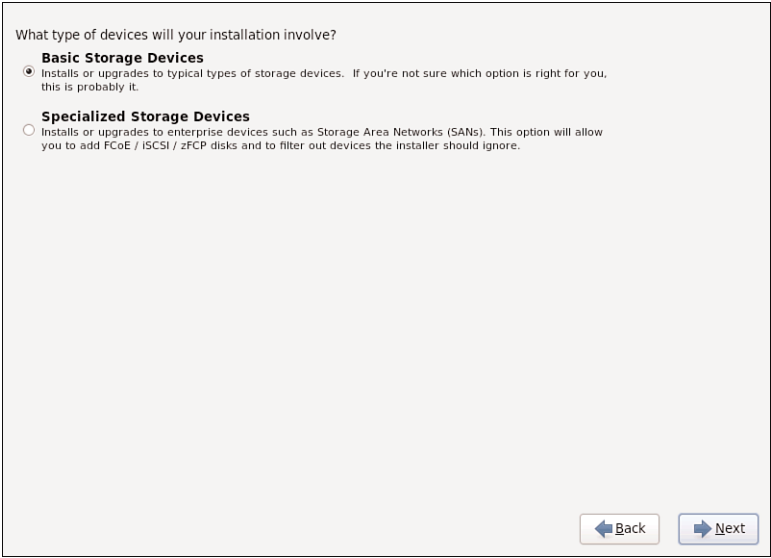 What type of devices will your installation involve?
Basic Storage Devices
Installs or upgrades to typical types of storage devices.  If you're not sure which option is right for you,
this is probably it.
Specialized Storage Devices
Installs or upgrades to enterprise devices such as Storage Area Networks (SANs). This option will allow
you to add FCoE / iSCSI / zFCP disks and to filter out devices the installer should ignore.
Back
Next